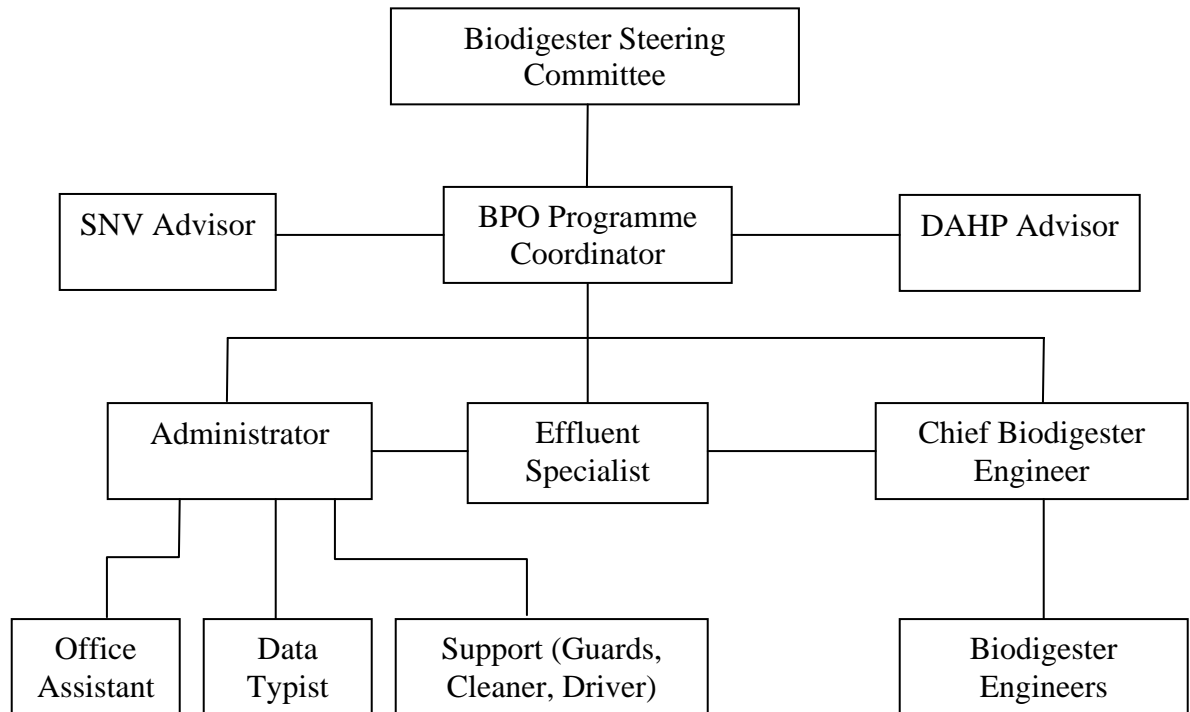 Biodigester Steering
Committee
SNV Advisor
BPO Programme
Coordinator
DAHP Advisor
Administrator
Effluent
Specialist
Chief Biodigester
Engineer
Office
Assistant
Data
Typist
Support (Guards,
Cleaner, Driver)
Biodigester
Engineers